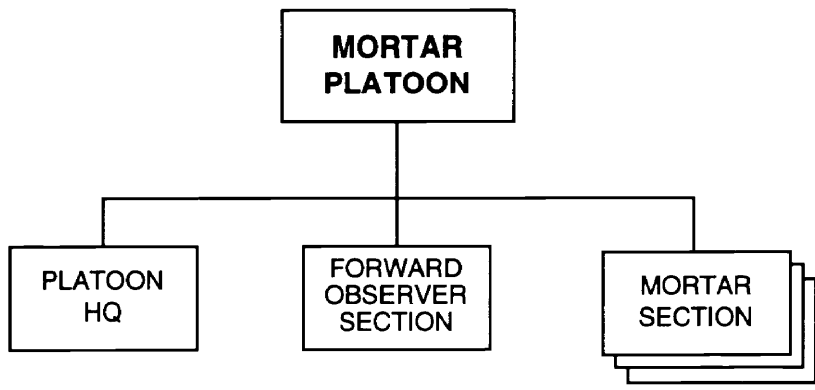 MORTAR
PLATOON
PLATOON
HQ
FORWARD
OBSERVER
SECTION
MORTAR
SECTION